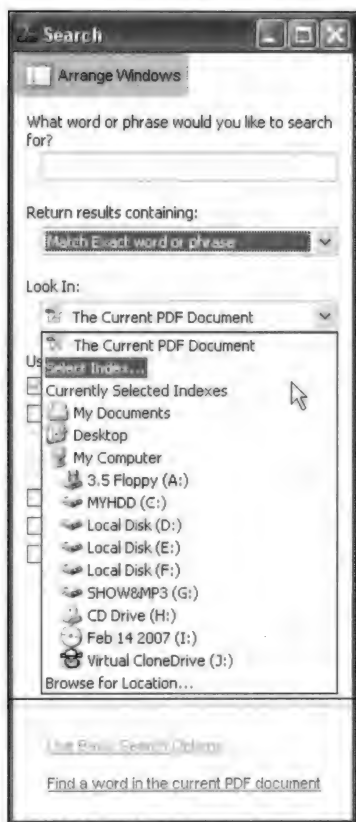 Search
Arrange Windows
What word or phrase would you like to search
for?
Return results containing:
Match Exact word or phrase
Look In:
The Current PDF Document
The Current PDF Document
Us
Select Index...
Currently Selected Indexes
My Documents
Desktop
My Computer
3.5 Floppy (A:)
MYHDD (C:)
Local Disk (D:)
Local Disk (E:)
Local Disk (F:)
SHOW&MP3 (G:)
CD Drive (H:)
Feb 14 2007 (I:)
Virtual CloneDrive (J:)
Browse for Location...
Use Basic Search Options
Find a word in the current PDF document